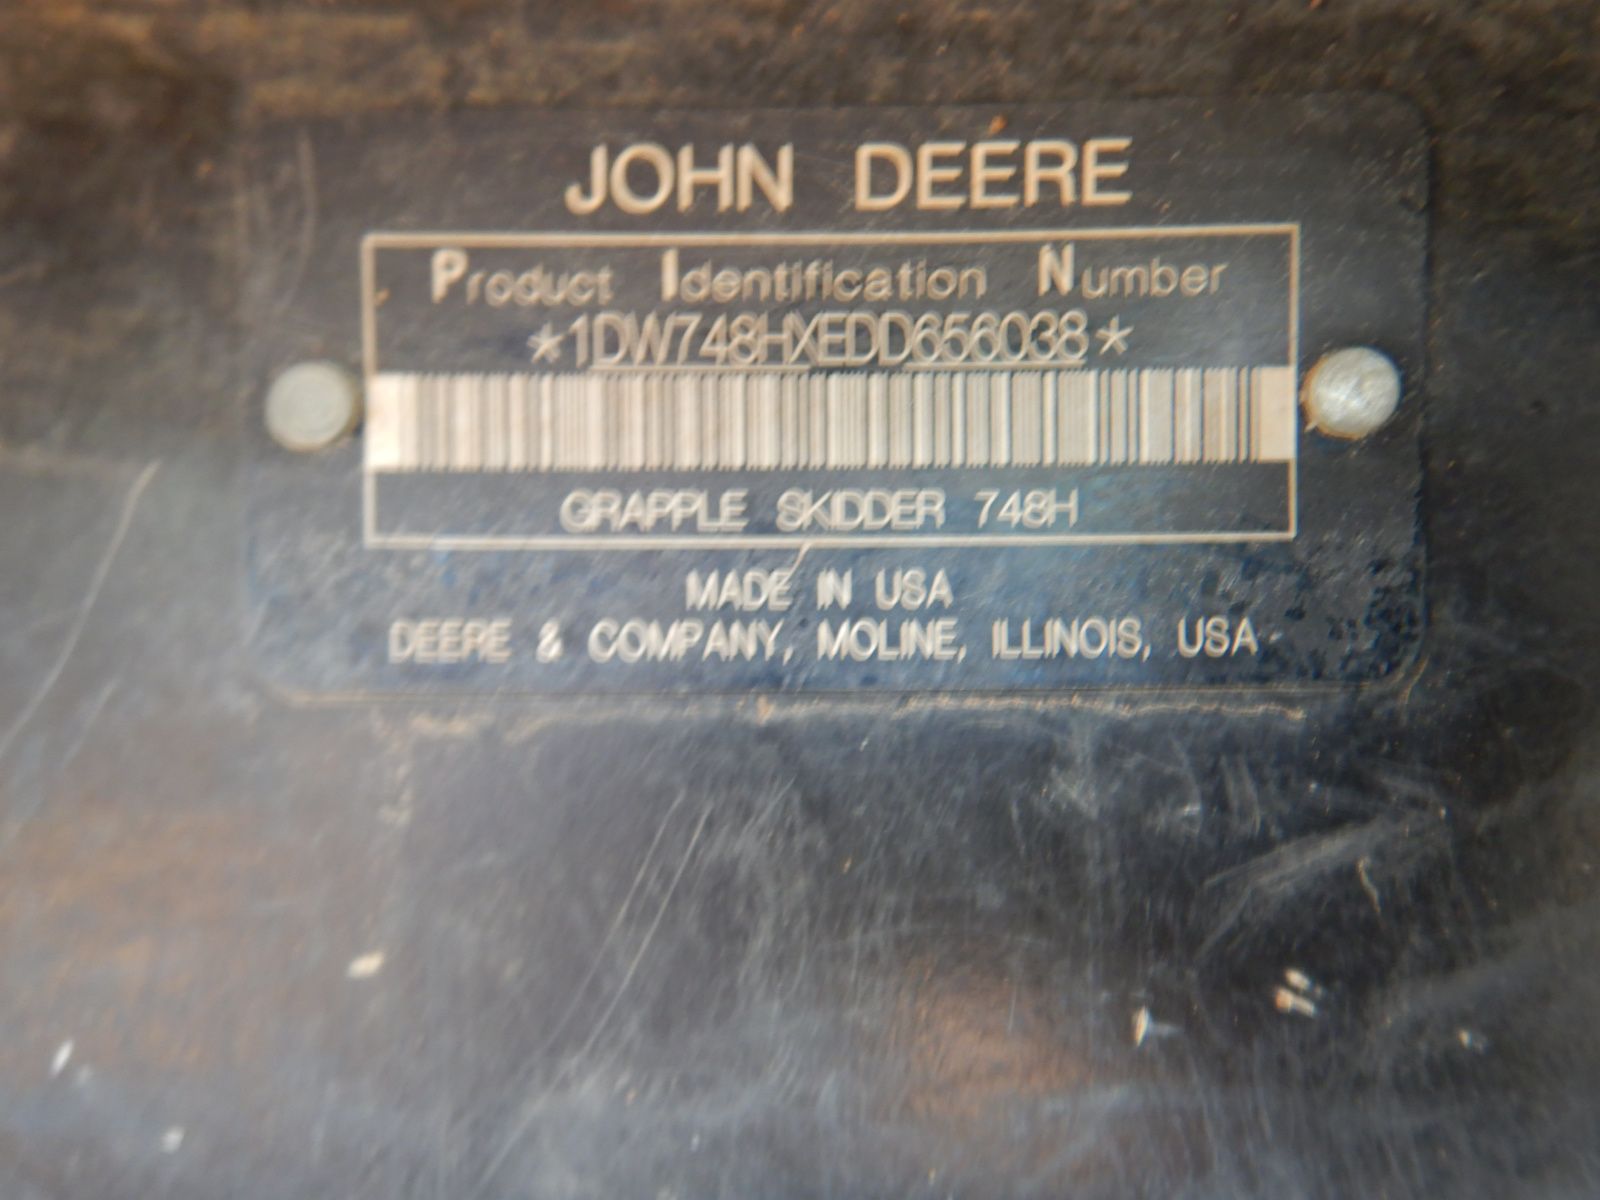 JOHN DEERE
Product Identification Number
*1DW748HXEDD656038*
GRAPPLE SKIDDER 748H
MADE IN USA
DEERE & COMPANY, MOLINE, ILLINOIS, USA